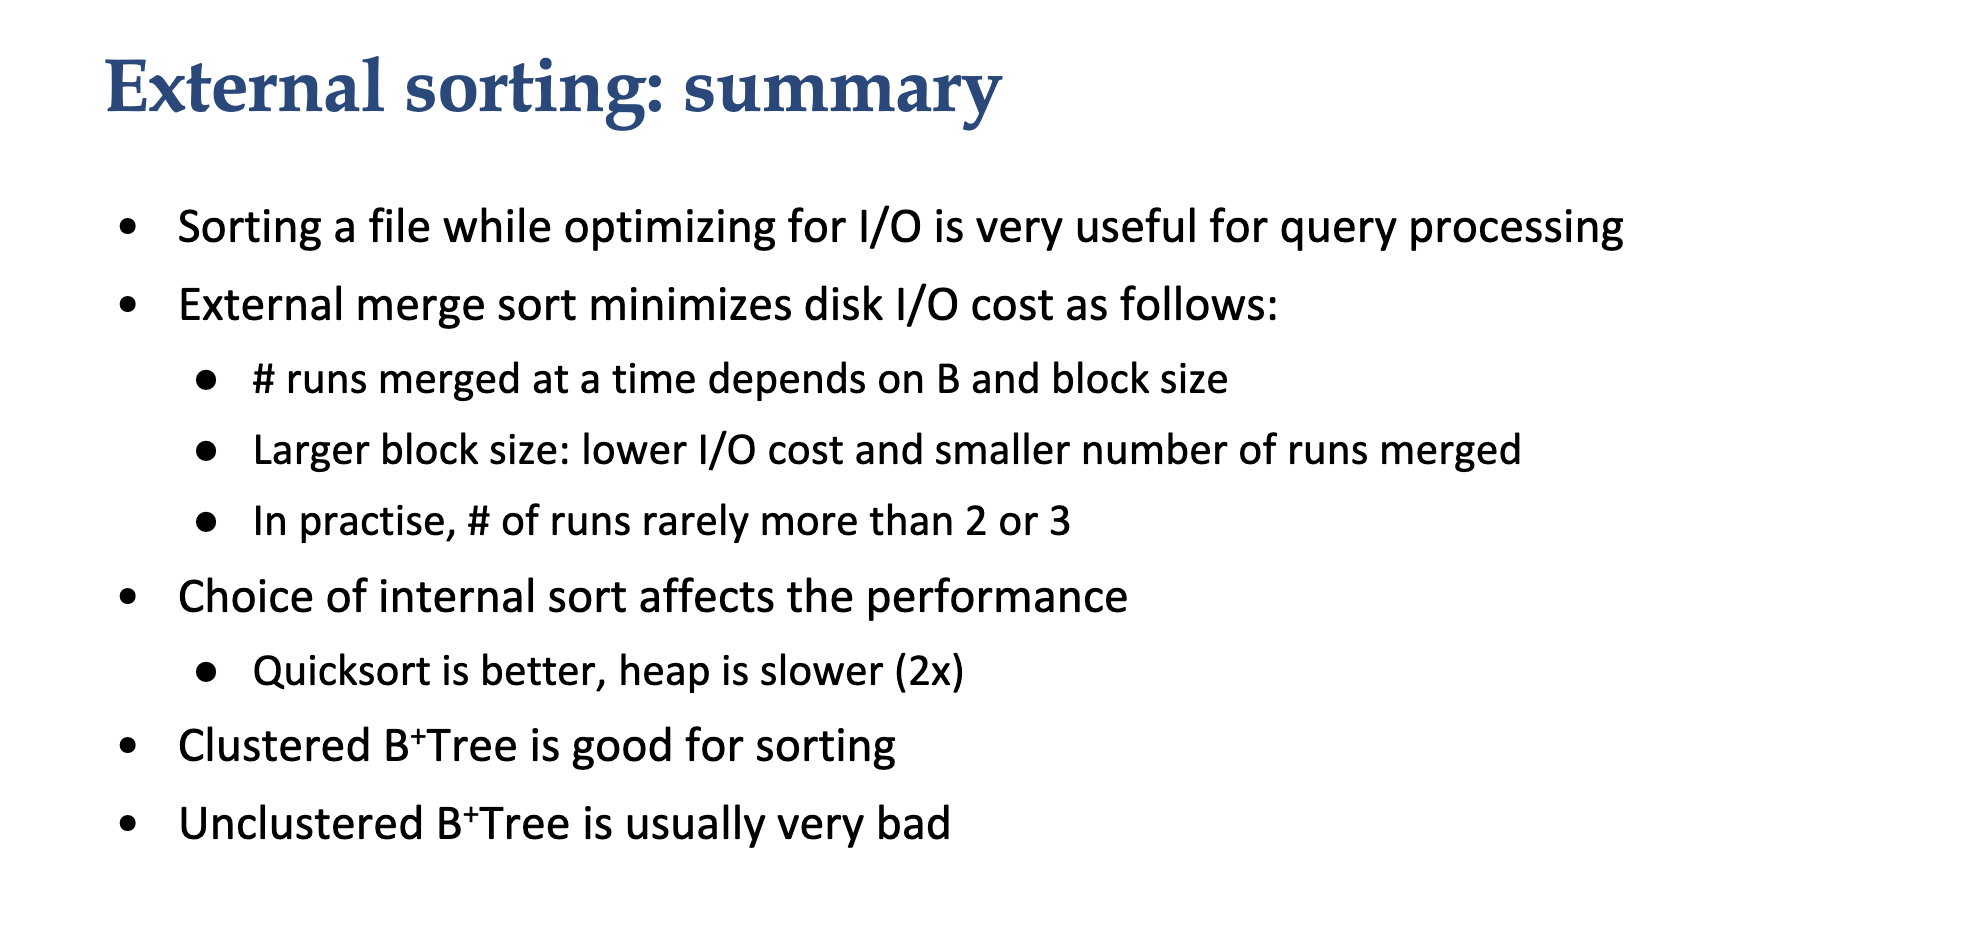 External sorting: summary
• Sorting a file while optimizing for I/O is very useful for query processing
• External merge sort minimizes disk I/O cost as follows:
• # runs merged at a time depends on B and block size
• Larger block size: lower I/O cost and smaller number of runs merged
• In practise, # of runs rarely more than 2 or 3
• Choice of internal sort affects the performance
• Quicksort is better, heap is slower (2x)
• Clustered B⁺Tree is good for sorting
• Unclustered B⁺Tree is usually very bad